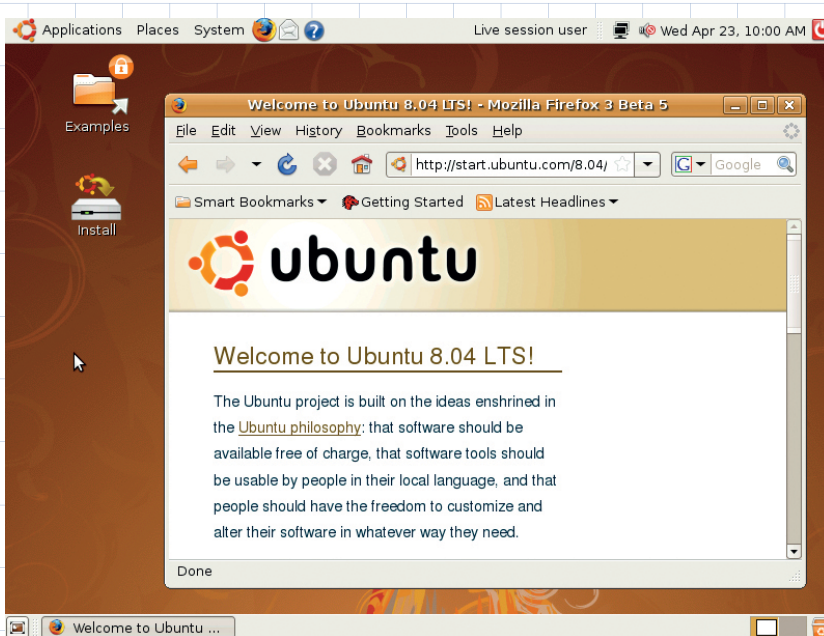 Applications Places System Live session user Wed Apr 23, 10:00 AM
Examples
Install
Welcome to Ubuntu 8.04 LTS! - Mozilla Firefox 3 Beta 5
File Edit View History Bookmarks Tools Help
http://start.ubuntu.com/8.04/ G Google
Smart Bookmarks Getting Started Latest Headlines
ubuntu
Welcome to Ubuntu 8.04 LTS!
The Ubuntu project is built on the ideas enshrined in
the Ubuntu philosophy: that software should be
available free of charge, that software tools should
be usable by people in their local language, and that
people should have the freedom to customize and
alter their software in whatever way they need.
Done
Welcome to Ubuntu ...